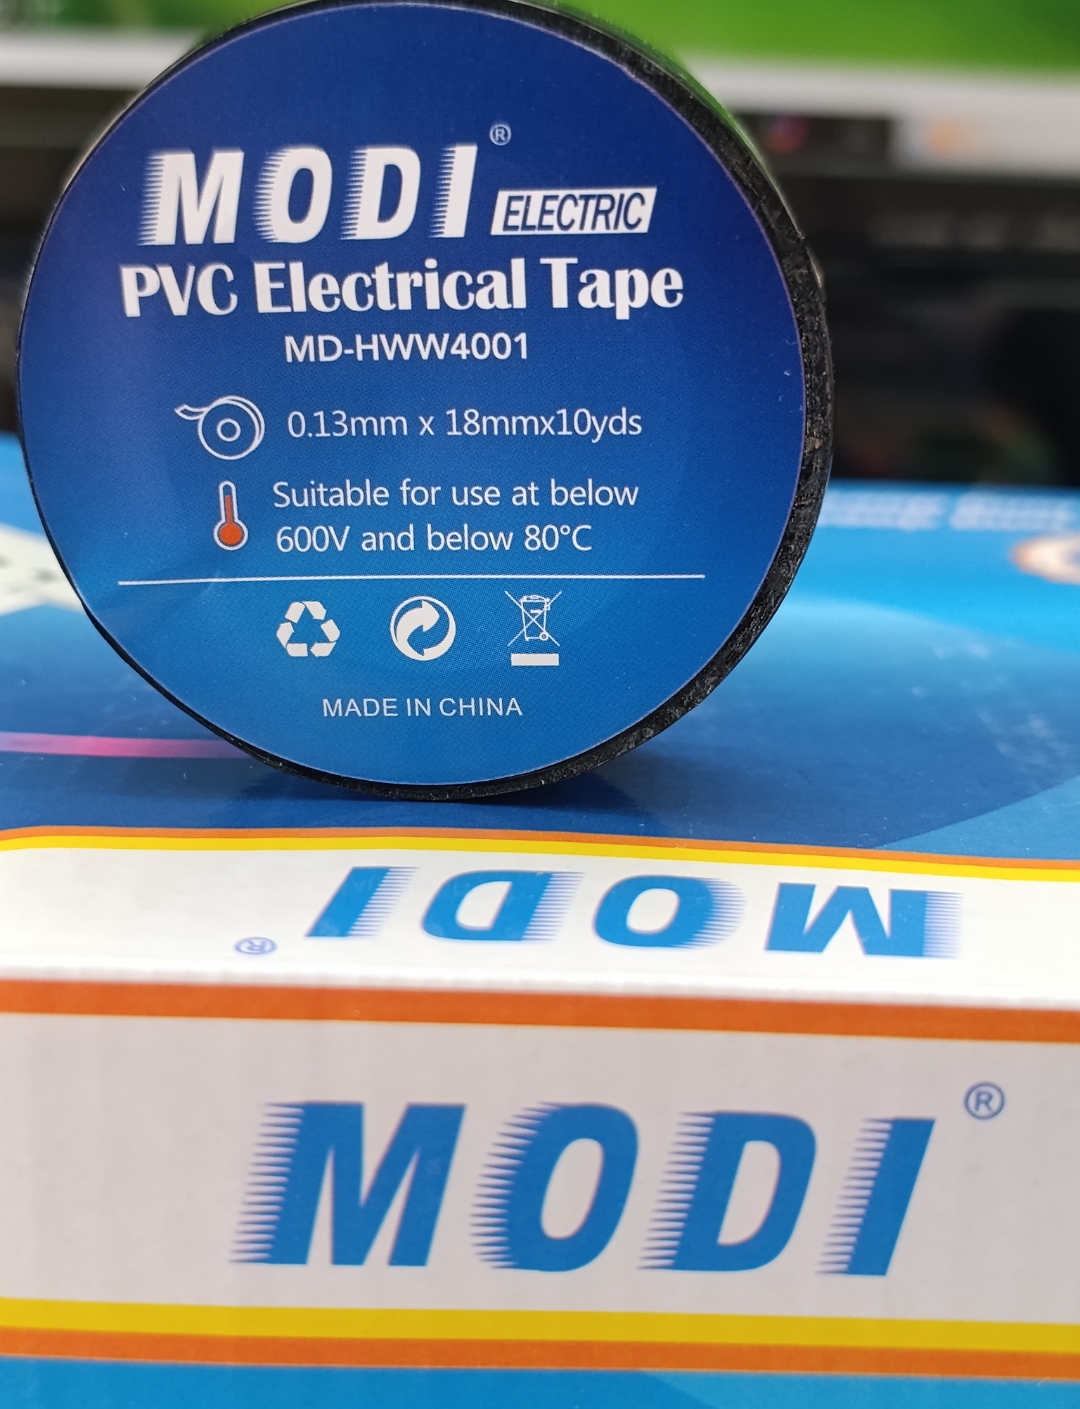 MODI®
ELECTRIC
PVC Electrical Tape
MD-HWW4001
0.13mm x 18mmx10yds
Suitable for use at below
600V and below 80°C
MADE IN CHINA
MODI®
MODI®